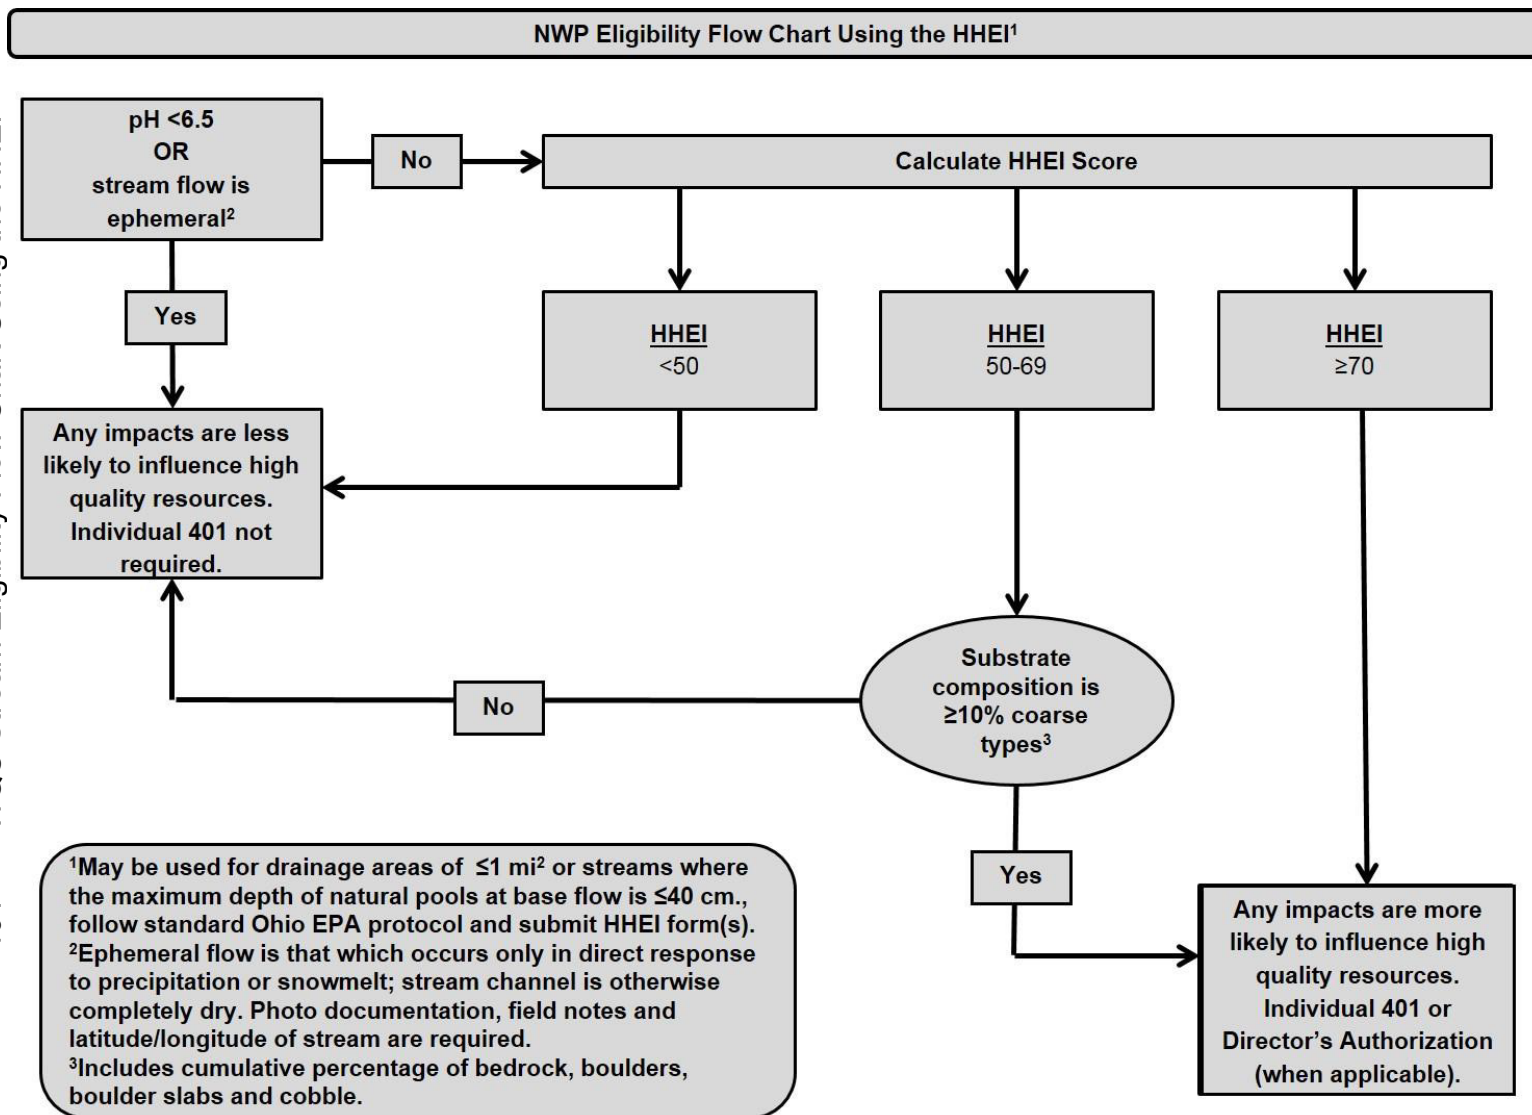 NWP Eligibility Flow Chart Using the HHEI¹
pH <6.5
OR
stream flow is
ephemeral²
No
Calculate HHEI Score
Yes
HHEI
<50
HHEI
50-69
HHEI
≥70
Any impacts are less
likely to influence high
quality resources.
Individual 401 not
required.
Substrate
composition is
≥10% coarse
types³
No
Yes
Any impacts are more
likely to influence high
quality resources.
Individual 401 or
Director’s Authorization
(when applicable).
¹May be used for drainage areas of ≤1 mi² or streams where
the maximum depth of natural pools at base flow is ≤40 cm.,
follow standard Ohio EPA protocol and submit HHEI form(s).
²Ephemeral flow is that which occurs only in direct response
to precipitation or snowmelt; stream channel is otherwise
completely dry. Photo documentation, field notes and
latitude/longitude of stream are required.
³Includes cumulative percentage of bedrock, boulders,
boulder slabs and cobble.